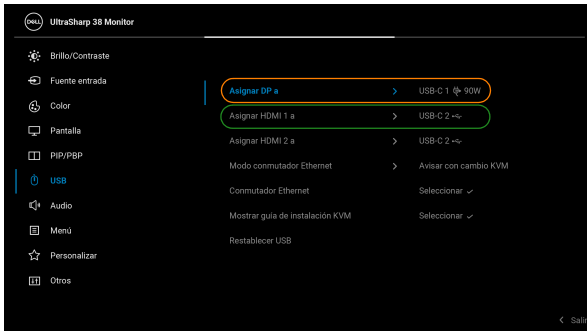 DELL UltraSharp 38 Monitor
Brillo/Contraste
Fuente entrada
Color
Pantalla
PIP/PBP
USB
Audio
Menú
Personalizar
Otros
Asignar DP a > USB-C 1 90W
Asignar HDMI 1 a > USB-C 2
Asignar HDMI 2 a > USB-C 2
Modo conmutador Ethernet > Avisar con cambio KVM
Conmutador Ethernet Seleccionar
Mostrar guía de instalación KVM Seleccionar
Restablecer USB
< Salir